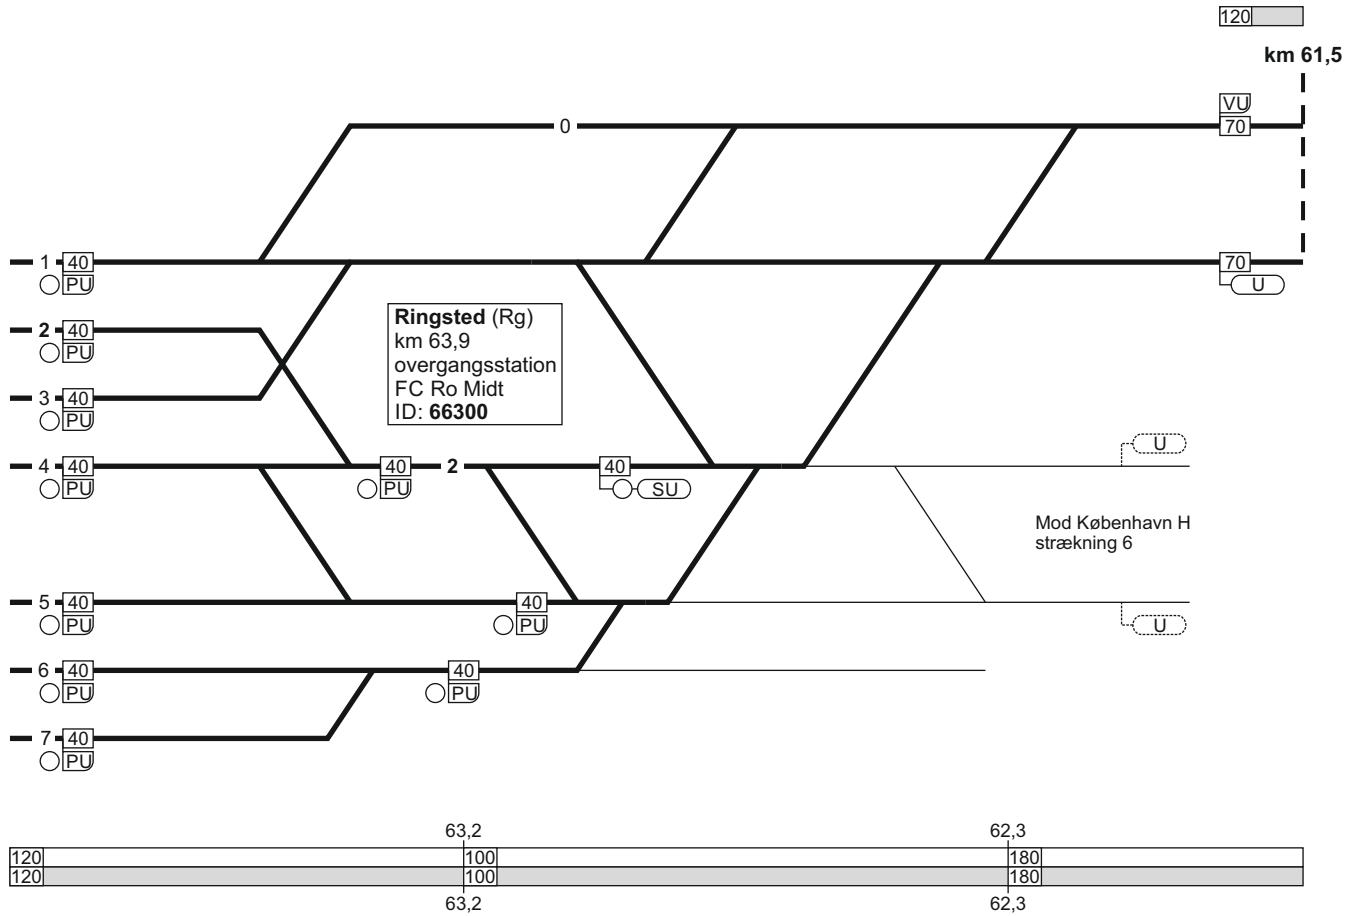 120
km 61,5
VU
0
70
1 40
PU
70
U
2 40
PU
Ringsted (Rg)
km 63,9
overgangsstation
FC Ro Midt
ID: 66300
3 40
PU
U
4 40
40
2
40
PU
PU
SU
Mod København H
strækning 6
5 40
40
PU
PU
U
6 40
40
PU
PU
7 40
PU
63,2
62,3
120
100
180
120
100
180
63,2
62,3